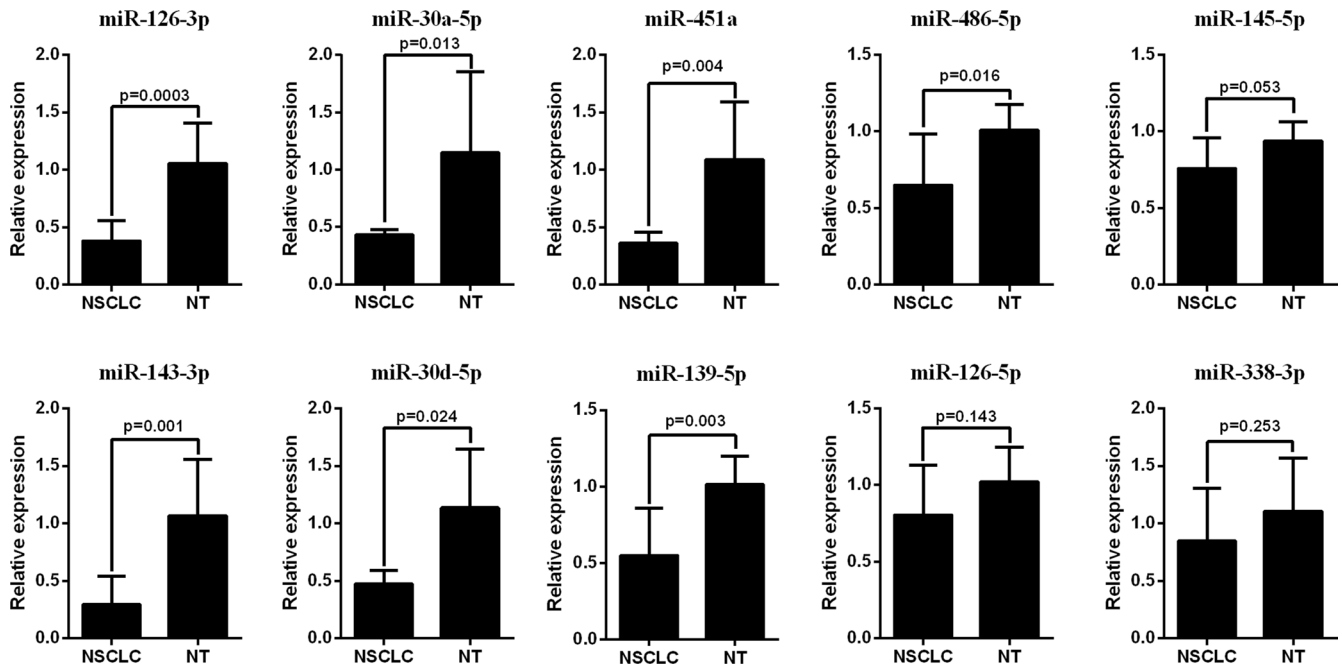 miR-126-3p
2.0
1.5
1.0
0.5
0.0
Relative expression
p=0.0003
NSCLC NT
miR-30a-5p
2.0
1.5
1.0
0.5
0.0
Relative expression
p=0.013
NSCLC NT
miR-451a
2.0
1.5
1.0
0.5
0.0
Relative expression
p=0.004
NSCLC NT
miR-486-5p
1.5
1.0
0.5
0.0
Relative expression
p=0.016
NSCLC NT
miR-145-5p
1.5
1.0
0.5
0.0
Relative expression
p=0.053
NSCLC NT
miR-143-3p
2.0
1.5
1.0
0.5
0.0
Relative expression
p=0.001
NSCLC NT
miR-30d-5p
2.0
1.5
1.0
0.5
0.0
Relative expression
p=0.024
NSCLC NT
miR-139-5p
1.5
1.0
0.5
0.0
Relative expression
p=0.003
NSCLC NT
miR-126-5p
1.5
1.0
0.5
0.0
Relative expression
p=0.143
NSCLC NT
miR-338-3p
2.0
1.5
1.0
0.5
0.0
Relative expression
p=0.253
NSCLC NT